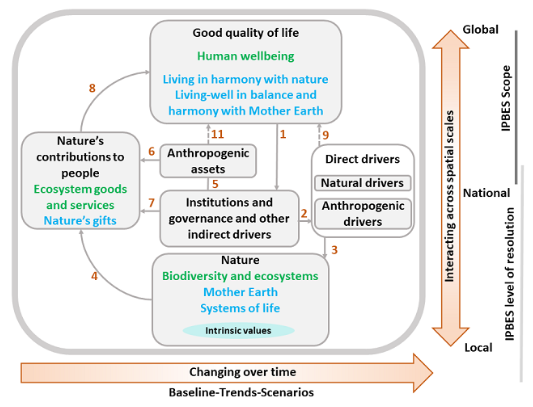 Good quality of life
Human wellbeing
Living in harmony with nature
Living-well in balance and
harmony with Mother Earth
8
11
1
9
Nature's
contributions to
people
Ecosystem goods
and services
Nature's gifts
6
Anthropogenic
assets
5
7
Institutions and
governance and other
indirect drivers
2
Direct drivers
Natural drivers
Anthropogenic
drivers
3
4
Nature
Biodiversity and ecosystems
Mother Earth
Systems of life
Intrinsic values
Global
National
Local
Interacting across spatial scales
IPBES Scope
IPBES level of resolution
Changing over time
Baseline-Trends-Scenarios